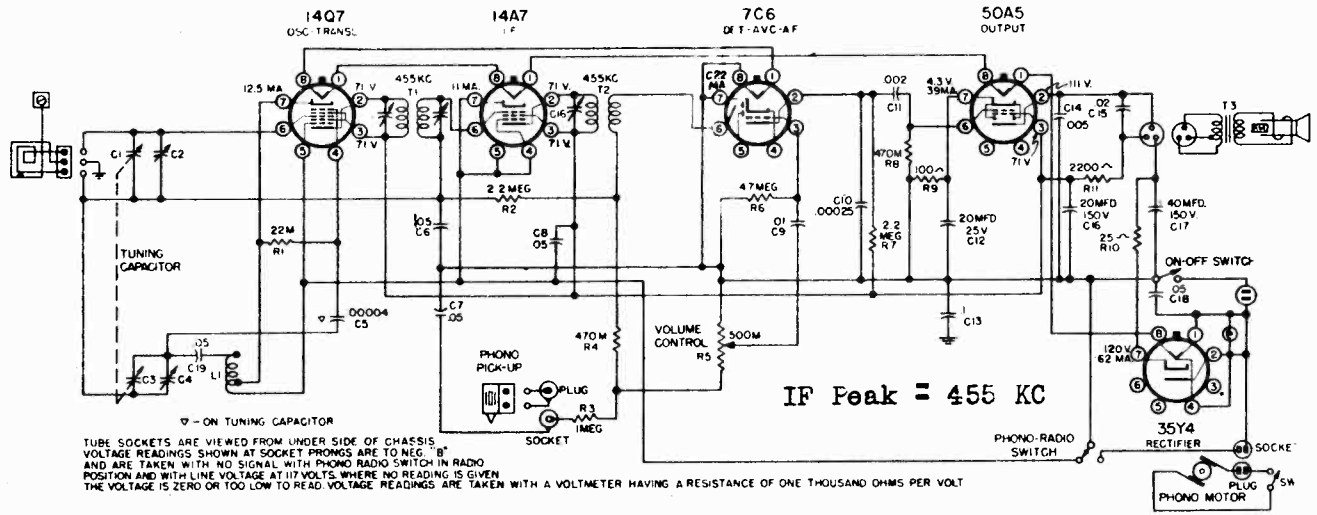 14Q7
OSC-TRANSL
14A7
I F
7C6
DET-AVC-AF
50A5
OUTPUT
12.5 MA
71 V.
455KC
T1
71V
11 MA.
71 V.
C16
455KC
T2
71V.
MA
.002
C11
4.3V.
39MA
111 V.
C14
.005
.02
C15
71V
T3
C1
C2
2.2 MEG
R2
.05
C6
22M
R1
TUNING
CAPACITOR
C8
.05
47MEG
R6
.01
C9
C10
.00025
2.2
MEG
R7
470M
R8
100~
R9
20MFD
25V
C12
2200~
R11
20MFD
150V
C16
40MFD.
150V.
C17
25~
R10
ON-OFF SWITCH
.05
C18
.00004
C5
C7
.05
470M
R4
VOLUME
CONTROL
R5
500M
.1
C13
.05
C19
C3
C4
L1
PHONO
PICK-UP
PLUG
SOCKET
R3
1MEG
IF Peak = 455 KC
120V.
62 MA
35Y4
RECTIFIER
PHONO-RADIO
SWITCH
SOCKE
PLUG
SW
PHONO MOTOR
▽ - ON TUNING CAPACITOR
TUBE SOCKETS ARE VIEWED FROM UNDER SIDE OF CHASSIS
VOLTAGE READINGS SHOWN AT SOCKET PRONGS ARE TO NEG. "B"
AND ARE TAKEN WITH NO SIGNAL WITH PHONO RADIO SWITCH IN RADIO
POSITION AND WITH LINE VOLTAGE AT 117 VOLTS. WHERE NO READING IS GIVEN
THE VOLTAGE IS ZERO OR TOO LOW TO READ. VOLTAGE READINGS ARE TAKEN WITH A VOLTMETER HAVING A RESISTANCE OF ONE THOUSAND OHMS PER VOLT